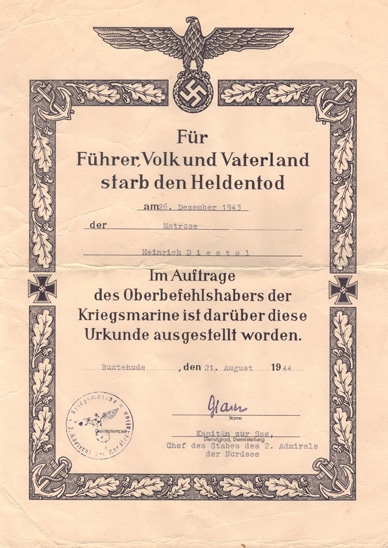 Für
Führer, Volk und Vaterland
starb den Heldentod
am 26. Dezember 1943
der Matrose
Heinrich Diestel
Im Auftrage
des Oberbefehlshabers der
Kriegsmarine ist darüber diese
Urkunde ausgestellt worden.
Buxtehude, den 21. August 1944
Name
Kapitän zur See,
Dienstgrad, Dienststellung
Chef des Stabes des 2. Admirals
der Nordsee